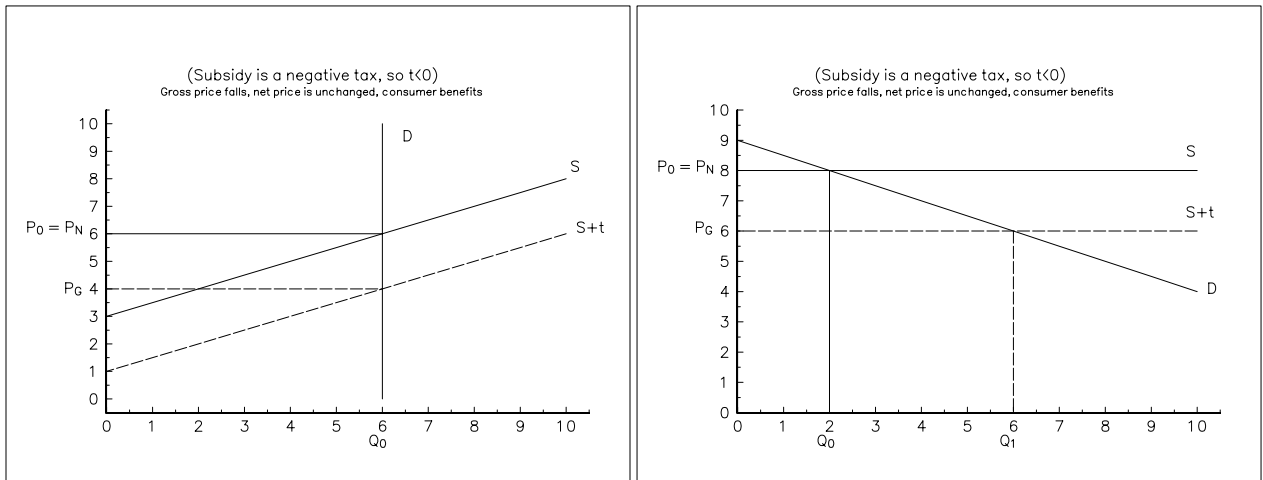 (Subsidy is a negative tax, so t<0)
Gross price falls, net price is unchanged, consumer benefits
10
9
D
8
S
7
P0 = PN 6
S+t
5
PG 4
3
2
1
0
0 1 2 3 4 5 6 7 8 9 10
Q0
(Subsidy is a negative tax, so t<0)
Gross price falls, net price is unchanged, consumer benefits
10
9
S
P0 = PN 8
7
S+t
PG 6
5
4
D
3
2
1
0
0 1 2 3 4 5 6 7 8 9 10
Q0 Q1